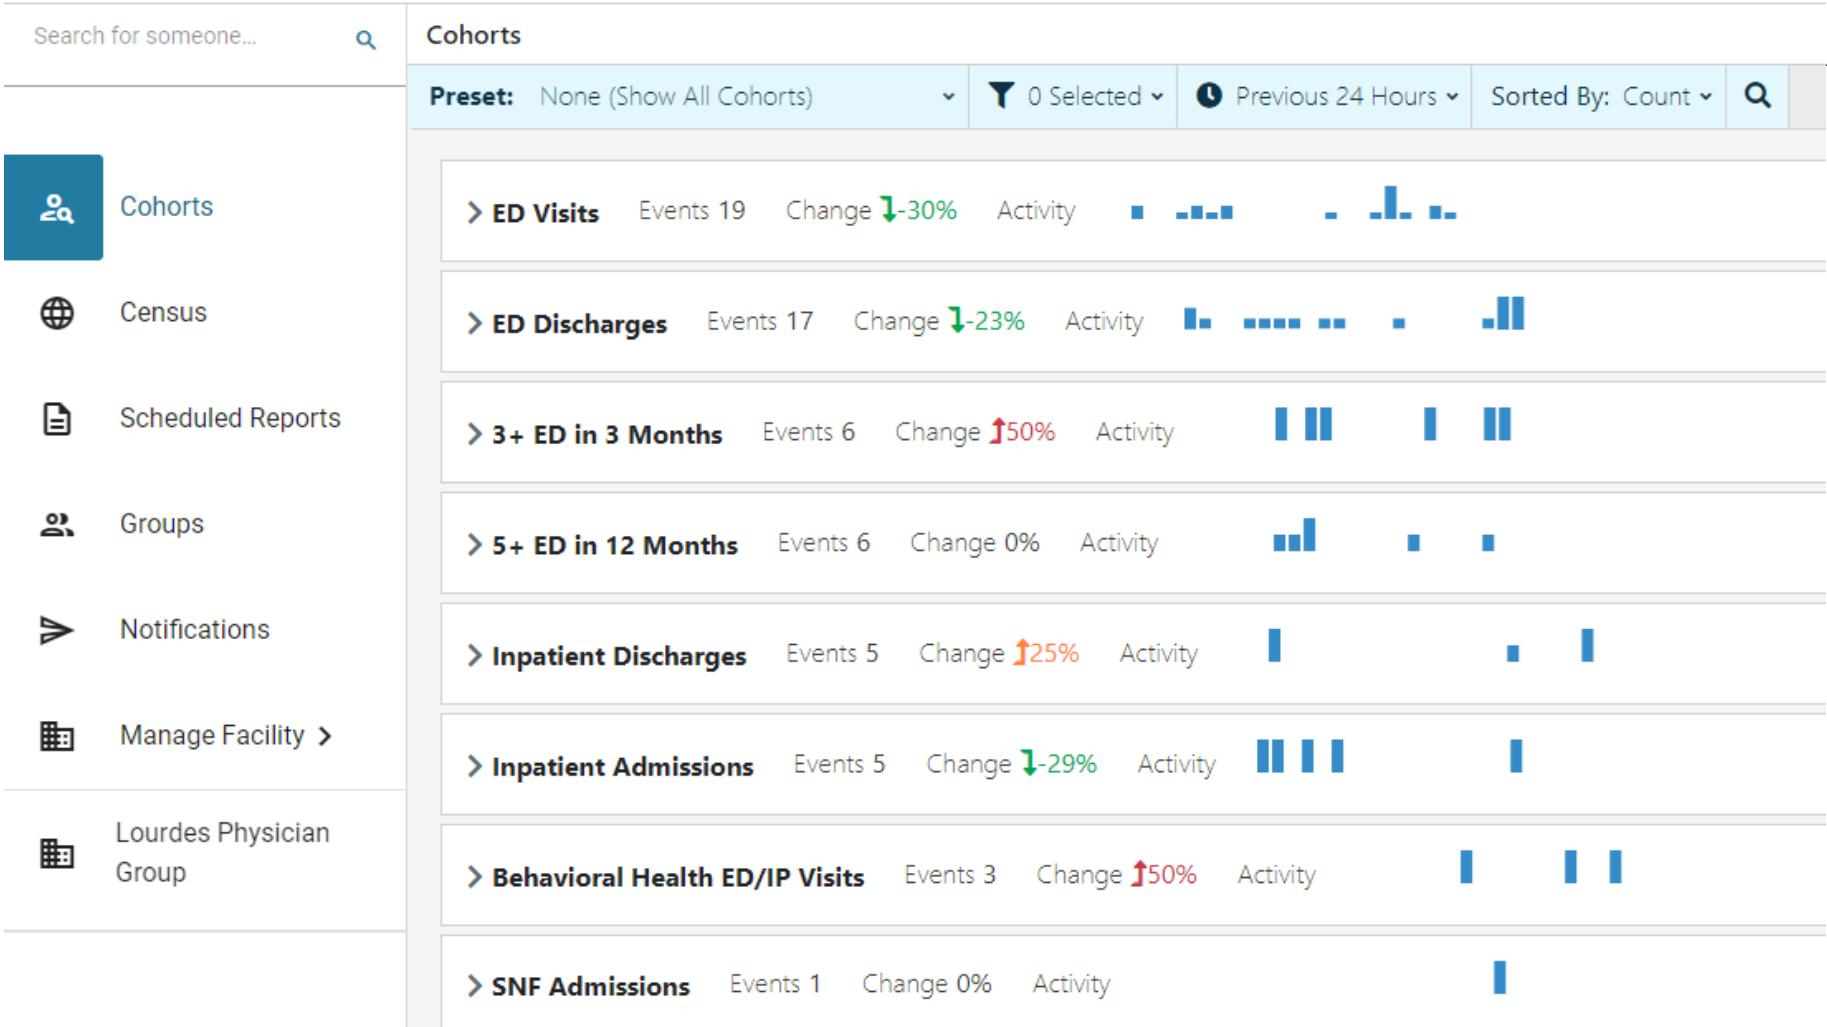 Search for someone...
Cohorts
Preset: None (Show All Cohorts) 0 Selected Previous 24 Hours Sorted By: Count
Cohorts
Census
Scheduled Reports
Groups
Notifications
Manage Facility
Lourdes Physician
Group
ED Visits Events 19 Change -30% Activity
ED Discharges Events 17 Change -23% Activity
3+ ED in 3 Months Events 6 Change 50% Activity
5+ ED in 12 Months Events 6 Change 0% Activity
Inpatient Discharges Events 5 Change 25% Activity
Inpatient Admissions Events 5 Change -29% Activity
Behavioral Health ED/IP Visits Events 3 Change 50% Activity
SNF Admissions Events 1 Change 0% Activity